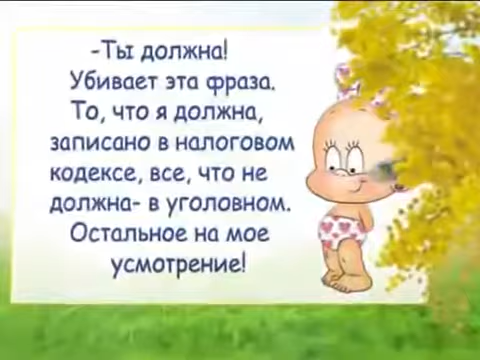 -Ты должна!
Убивает эта фраза.
То, что я должна,
записано в налоговом
кодексе, все, что не
должна- в уголовном.
Остальное на мое
усмотрение!